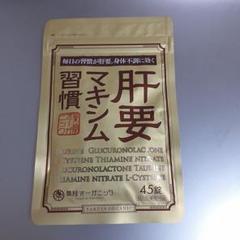 毎日の習慣が肝要、身体不調に効く
肝要
マキシム
習慣
TAURINE GLUCURONOLACTONE
L-CYSTEINE THIAMINE NITRATE
GLUCURONOLACTONE TAURINE
THIAMINE NITRATE L-CYSTEINE
45錠